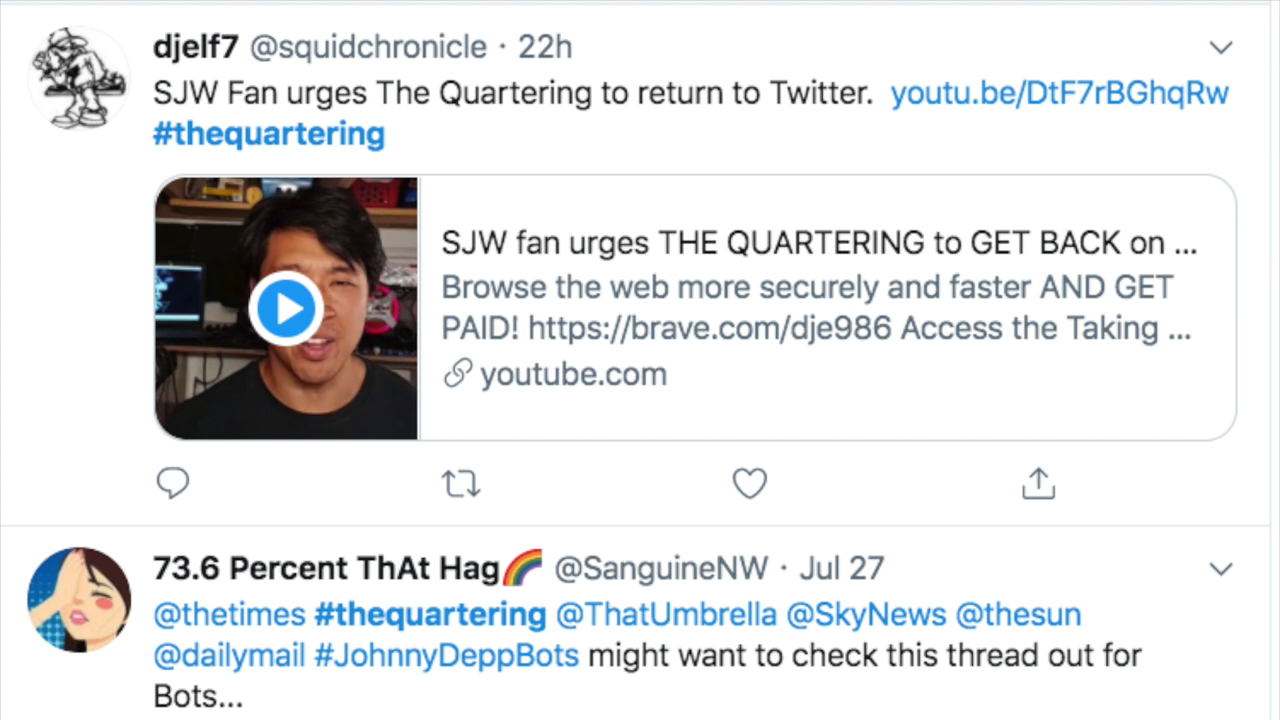 djelf7 @squidchronicle · 22h
SJW Fan urges The Quartering to return to Twitter. youtu.be/DtF7rBGhqRw
#thequartering
SJW fan urges THE QUARTERING to GET BACK on ...
Browse the web more securely and faster AND GET
PAID! https://brave.com/dje986 Access the Taking ...
youtube.com
73.6 Percent ThAt Hag🌈 @SanguineNW · Jul 27
@thetimes #thequartering @ThatUmbrella @SkyNews @thesun
@dailymail #JohnnyDeppBots might want to check this thread out for
Bots...